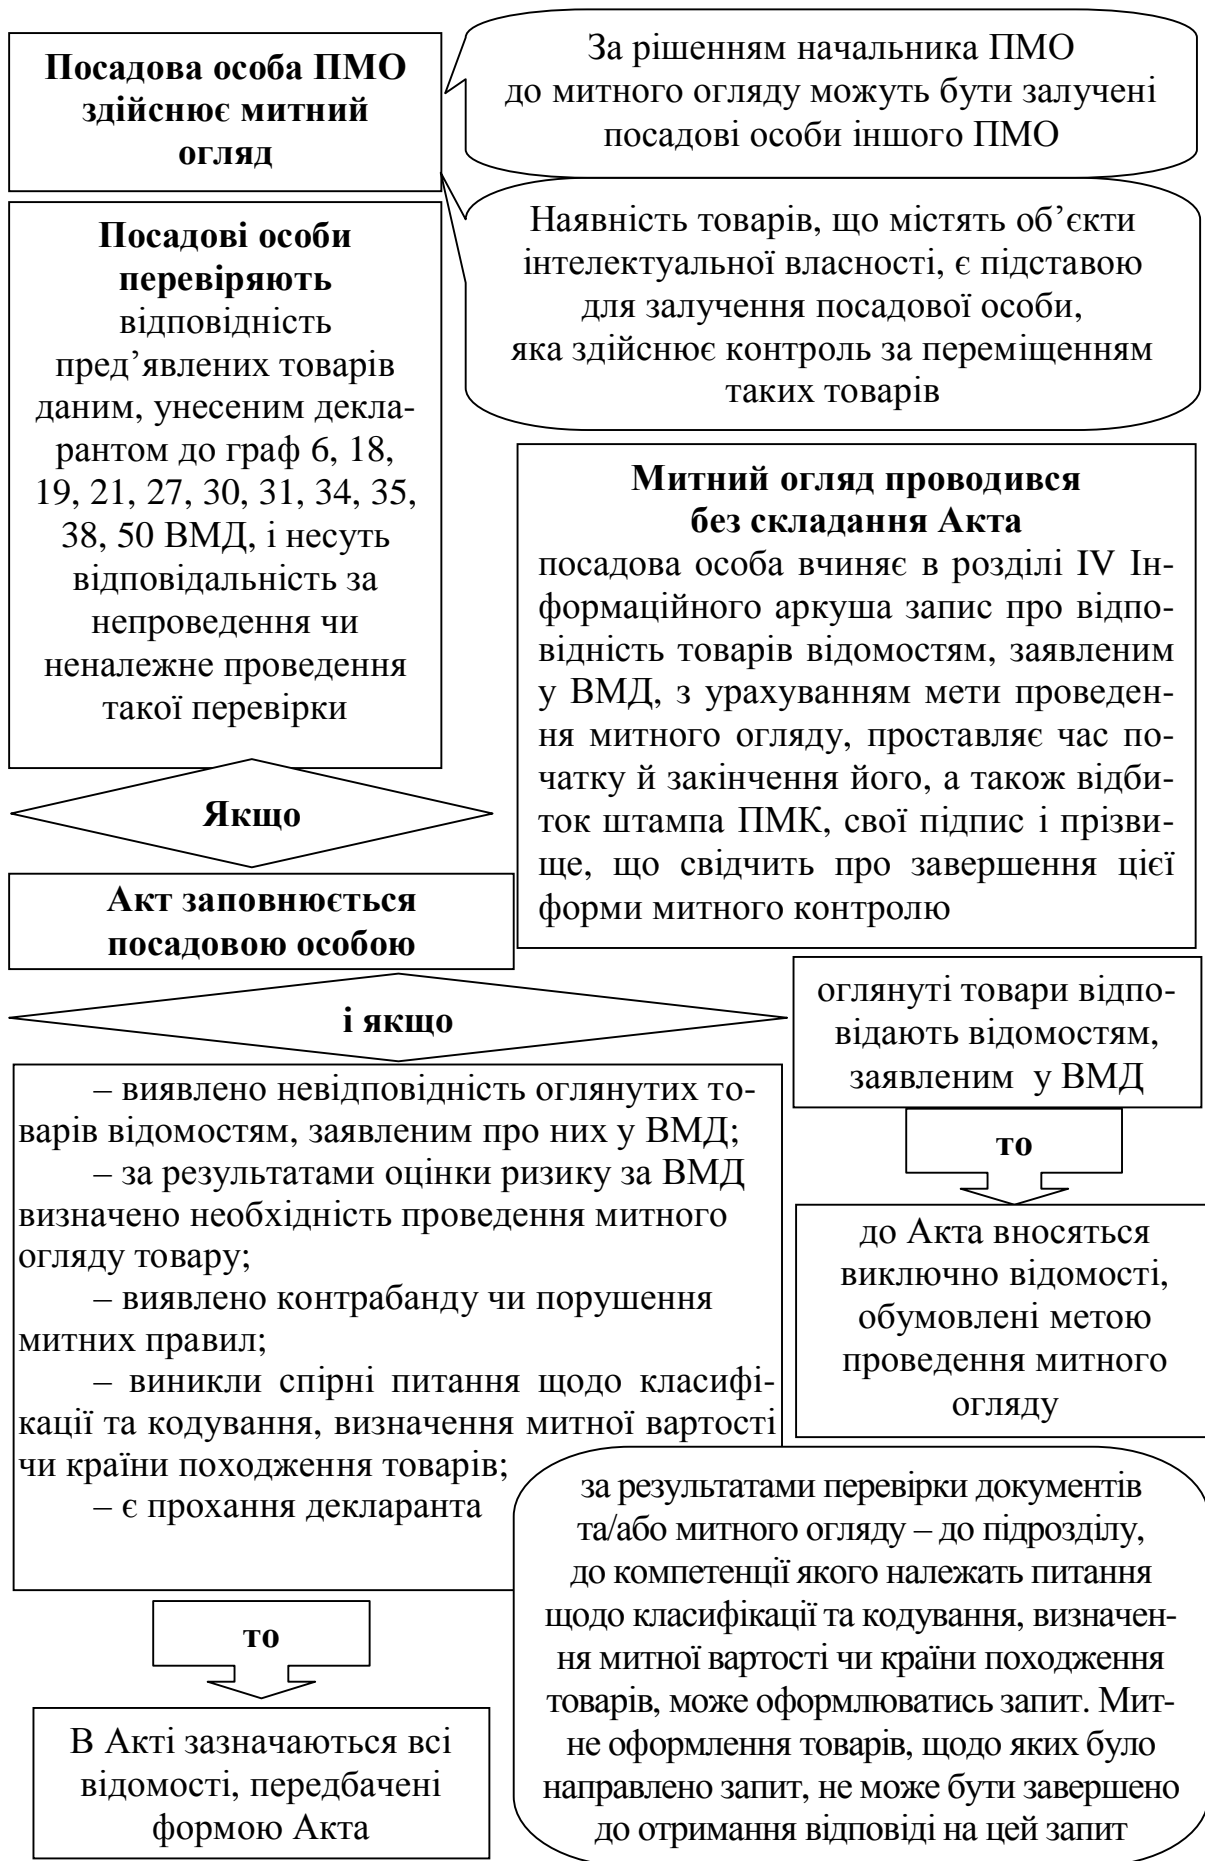 Посадова особа ПМО
здійснює митний
огляд
За рішенням начальника ПМО
до митного огляду можуть бути залучені
посадові особи іншого ПМО
Наявність товарів, що містять об’єкти
інтелектуальної власності, є підставою
для залучення посадової особи,
яка здійснює контроль за переміщенням
таких товарів
Посадові особи
перевіряють
відповідність
пред’явлених товарів
даним, унесеним декла-
рантом до граф 6, 18,
19, 21, 27, 30, 31, 34, 35,
38, 50 ВМД, і несуть
відповідальність за
непроведення чи
неналежне проведення
такої перевірки
Митний огляд проводився
без складання Акта
посадова особа вчиняє в розділі IV Ін-
формаційного аркуша запис про відпо-
відність товарів відомостям, заявленим
у ВМД, з урахуванням мети проведен-
ня митного огляду, проставляє час по-
чатку й закінчення його, а також відби-
ток штампа ПМК, свої підпис і прізви-
ще, що свідчить про завершення цієї
форми митного контролю
Якщо
Акт заповнюється
посадовою особою
і якщо
оглянуті товари відпо-
відають відомостям,
заявленим у ВМД
то
до Акта вносяться
виключно відомості,
обумовлені метою
проведення митного
огляду
– виявлено невідповідність оглянутих то-
варів відомостям, заявленим про них у ВМД;
– за результатами оцінки ризику за ВМД
визначено необхідність проведення митного
огляду товару;
– виявлено контрабанду чи порушення
митних правил;
– виникли спірні питання щодо класифі-
кації та кодування, визначення митної вартості
чи країни походження товарів;
– є прохання декларанта
за результатами перевірки документів
та/або митного огляду – до підрозділу,
до компетенції якого належать питання
щодо класифікації та кодування, визначен-
ня митної вартості чи країни походження
товарів, може оформлюватись запит. Мит-
не оформлення товарів, щодо яких було
направлено запит, не може бути завершено
до отримання відповіді на цей запит
то
В Акті зазначаються всі
відомості, передбачені
формою Акта